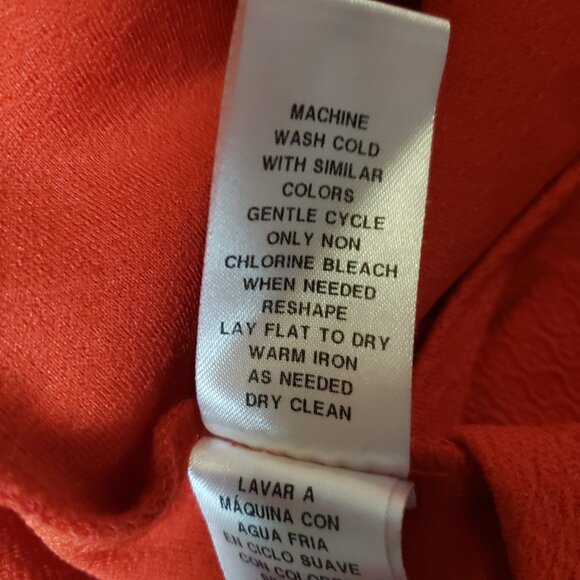 MACHINE
WASH COLD
WITH SIMILAR
COLORS
GENTLE CYCLE
ONLY NON
CHLORINE BLEACH
WHEN NEEDED
RESHAPE
LAY FLAT TO DRY
WARM IRON
AS NEEDED
DRY CLEAN
LAVAR A
MÁQUINA CON
AGUA FRIA
EN CICLO SUAVE